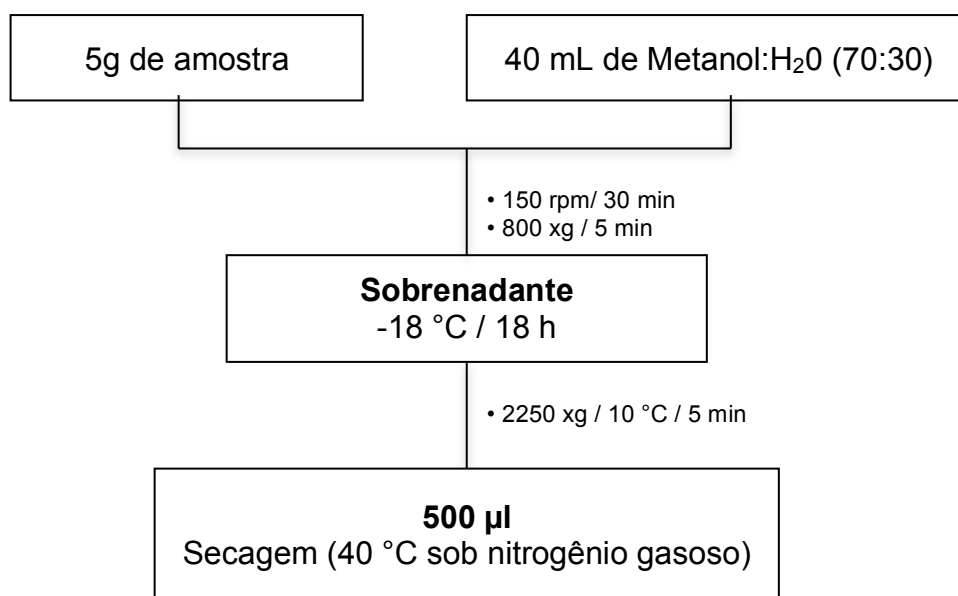 5g de amostra
40 mL de Metanol:H₂0 (70:30)
• 150 rpm/ 30 min
• 800 xg / 5 min
Sobrenadante
-18 °C / 18 h
• 2250 xg / 10 °C / 5 min
500 µl
Secagem (40 °C sob nitrogênio gasoso)